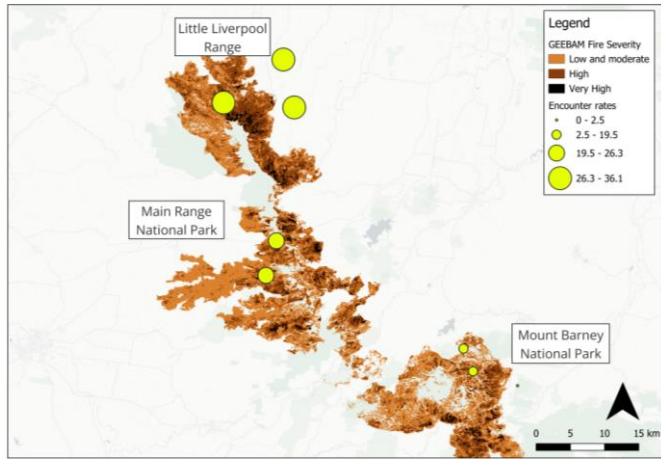 Little Liverpool
Range
Main Range
National Park
Mount Barney
National Park
Legend
GEEBAM Fire Severity
Low and moderate
High
Very High
Encounter rates
0 - 2.5
2.5 - 19.5
19.5 - 26.3
26.3 - 36.1
0 5 10 15 km